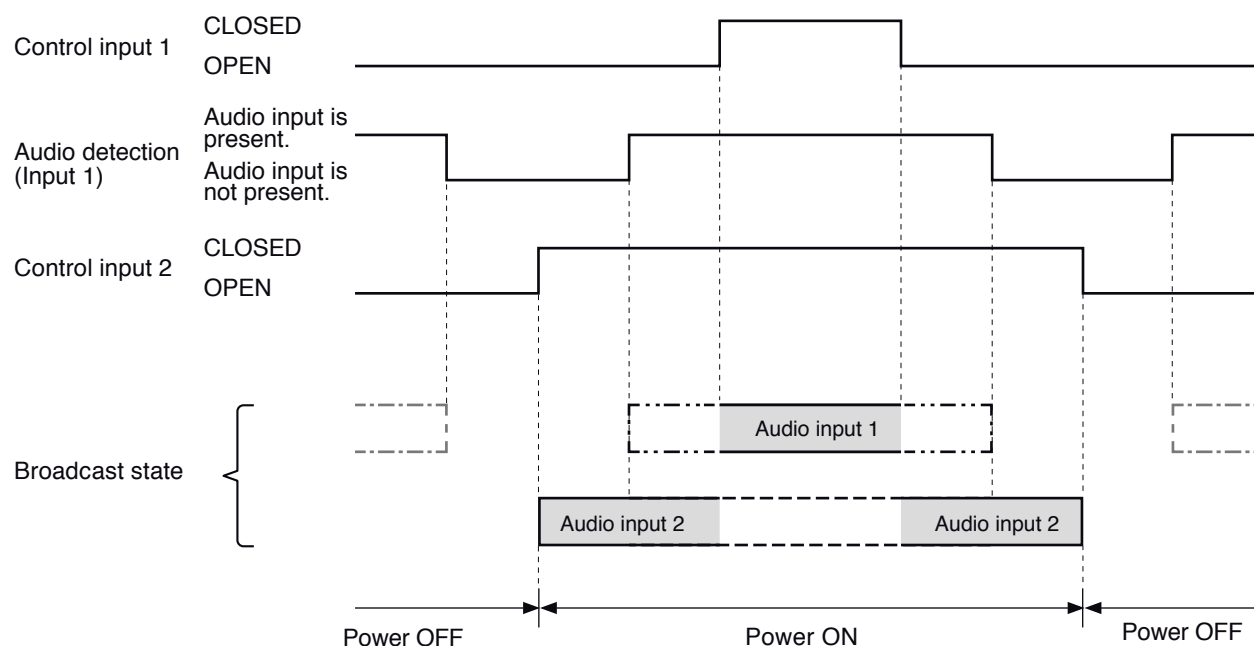 CLOSED
Control input 1
OPEN
Audio input is
present.
Audio detection
(Input 1)
Audio input is
not present.
CLOSED
Control input 2
OPEN
Audio input 1
Broadcast state
Audio input 2
Audio input 2
Power OFF
Power ON
Power OFF